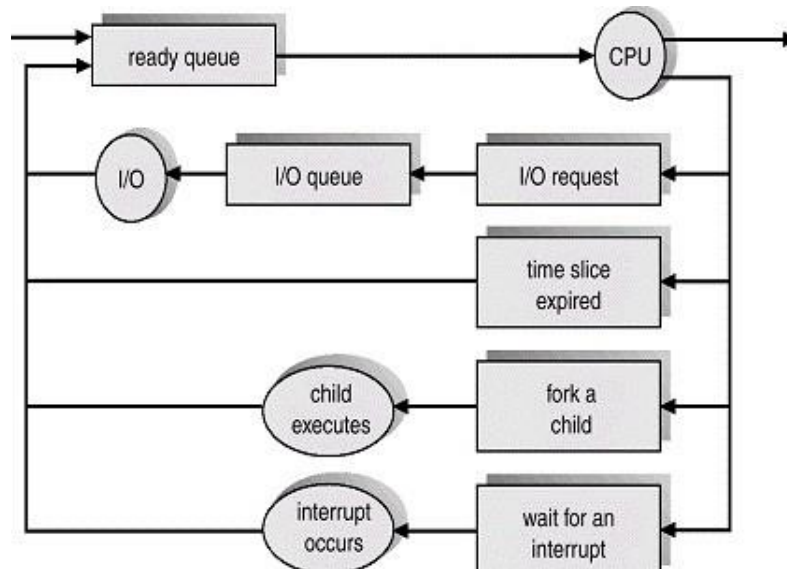 ready queue
CPU
I/O
I/O queue
I/O request
time slice
expired
child
executes
fork a
child
interrupt
occurs
wait for an
interrupt